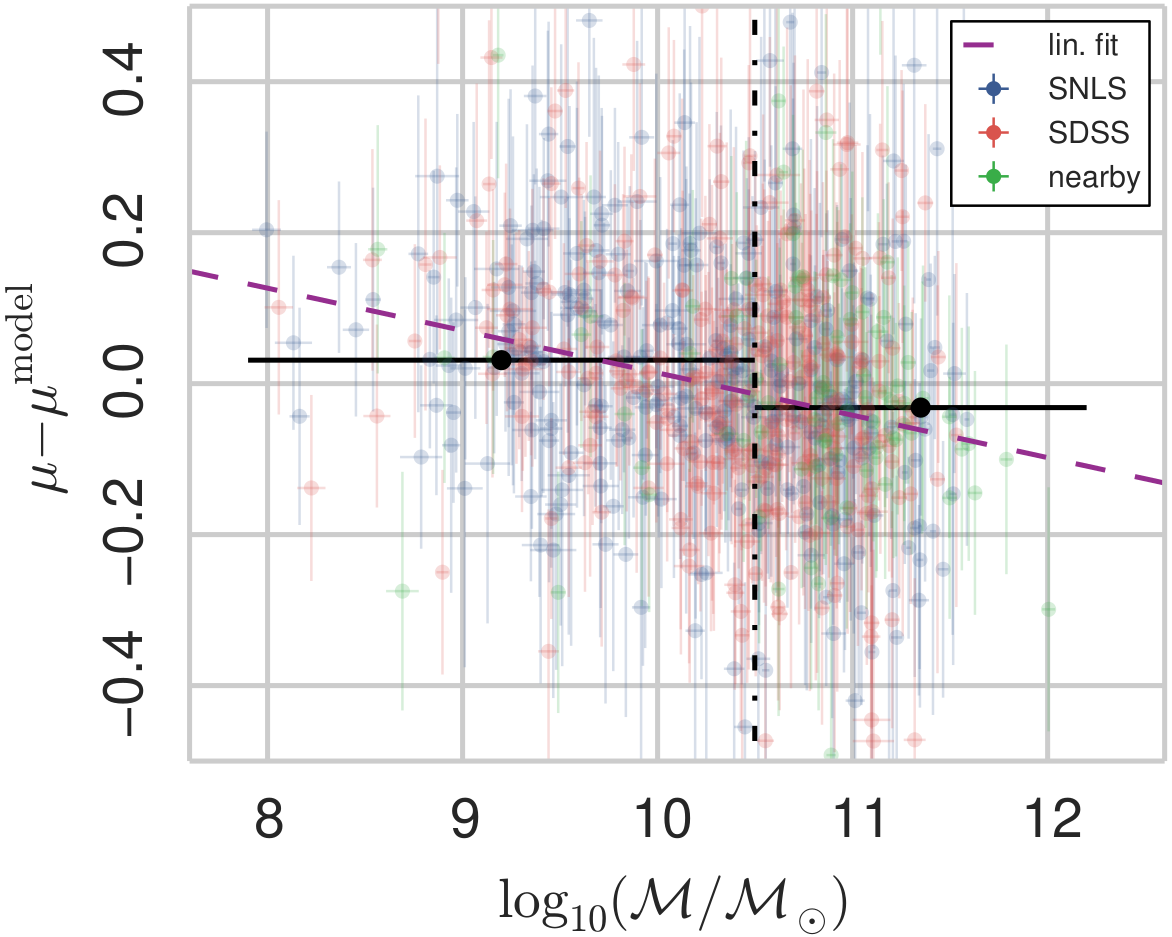 0.4
0.2
0.0
−0.2
−0.4
μ−μ^model
8 9 10 11 12
log₁₀(ℳ/ℳ⊙)
lin. fit
SNLS
SDSS
nearby